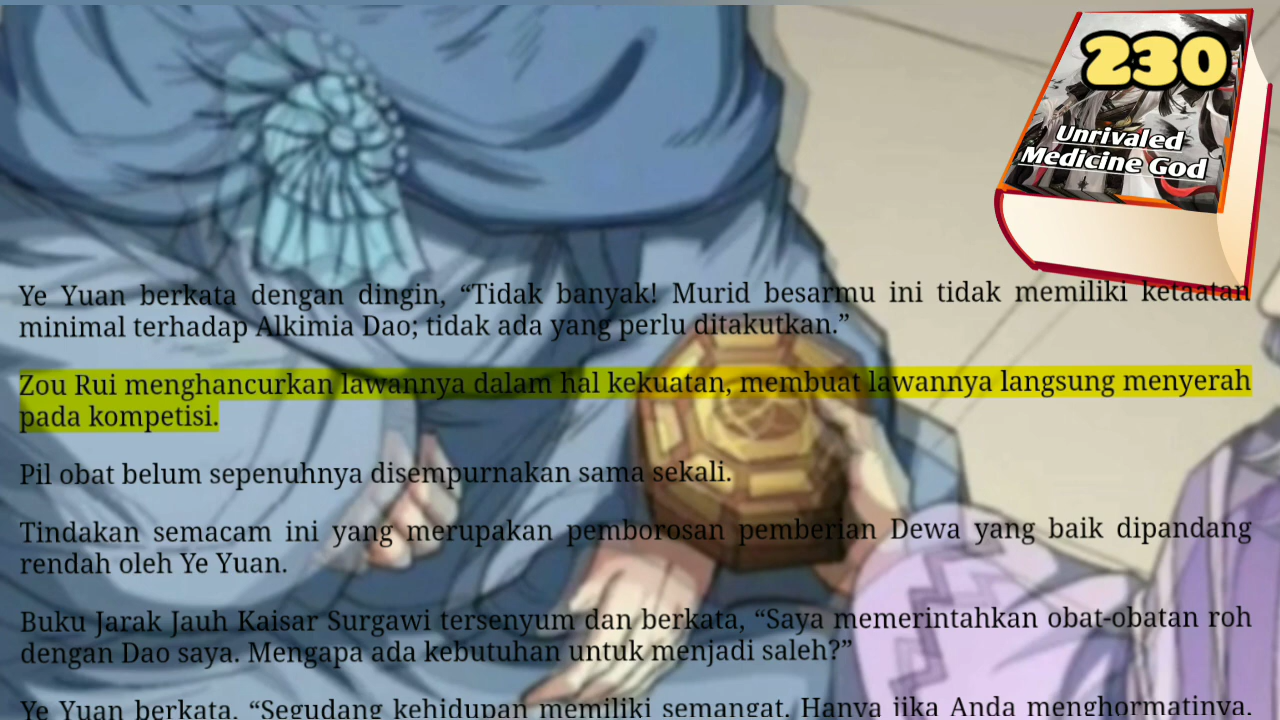 230
Unrivaled
Medicine God
Ye Yuan berkata dengan dingin, “Tidak banyak! Murid besarmu ini tidak memiliki ketaatan
minimal terhadap Alkimia Dao; tidak ada yang perlu ditakutkan.”
Zou Rui menghancurkan lawannya dalam hal kekuatan, membuat lawannya langsung menyerah
pada kompetisi.
Pil obat belum sepenuhnya disempurnakan sama sekali.
Tindakan semacam ini yang merupakan pemborosan pemberian Dewa yang baik dipandang
rendah oleh Ye Yuan.
Buku Jarak Jauh Kaisar Surgawi tersenyum dan berkata, “Saya memerintahkan obat-obatan roh
dengan Dao saya. Mengapa ada kebutuhan untuk menjadi saleh?”
Ye Yuan berkata, “Segudang kehidupan memiliki semangat. Hanya jika Anda menghormatinya,